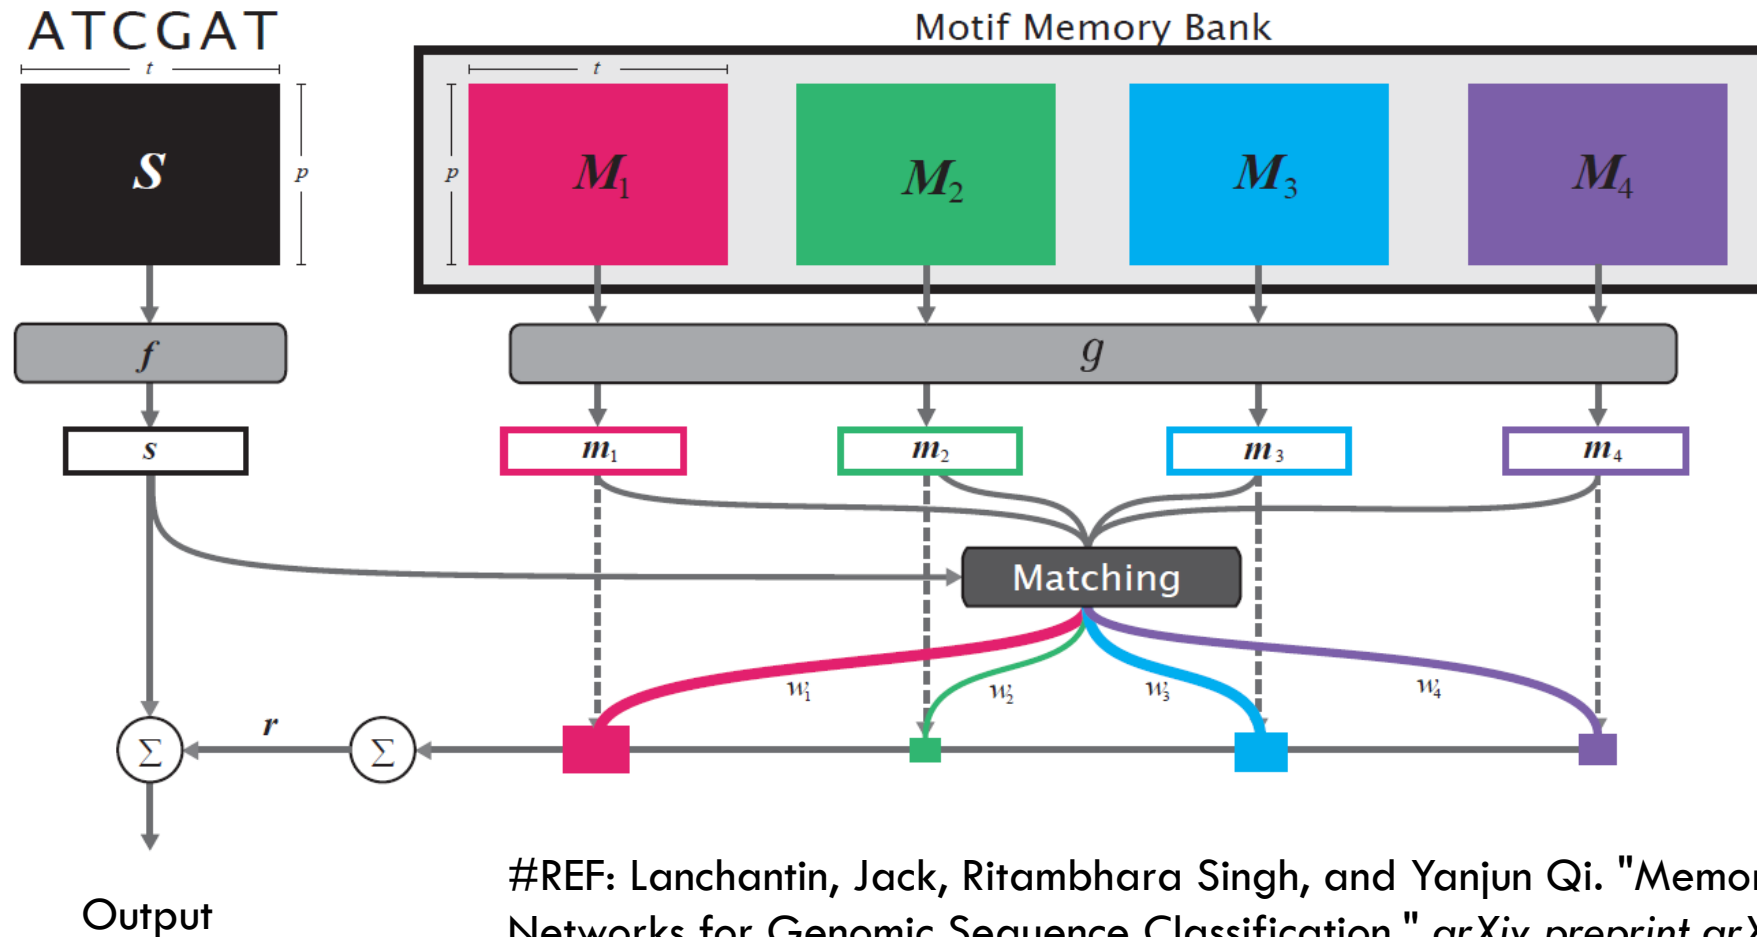 ATCGAT
Motif Memory Bank
t
t
S
p
p
M1
M2
M3
M4
f
g
s
m1
m2
m3
m4
Matching
w1
w2
w3
w4
r
Σ
Σ
#REF: Lanchantin, Jack, Ritambhara Singh, and Yanjun Qi. "Memor
Output
Networks for Genomic Sequence Classification." arXiv preprint arX